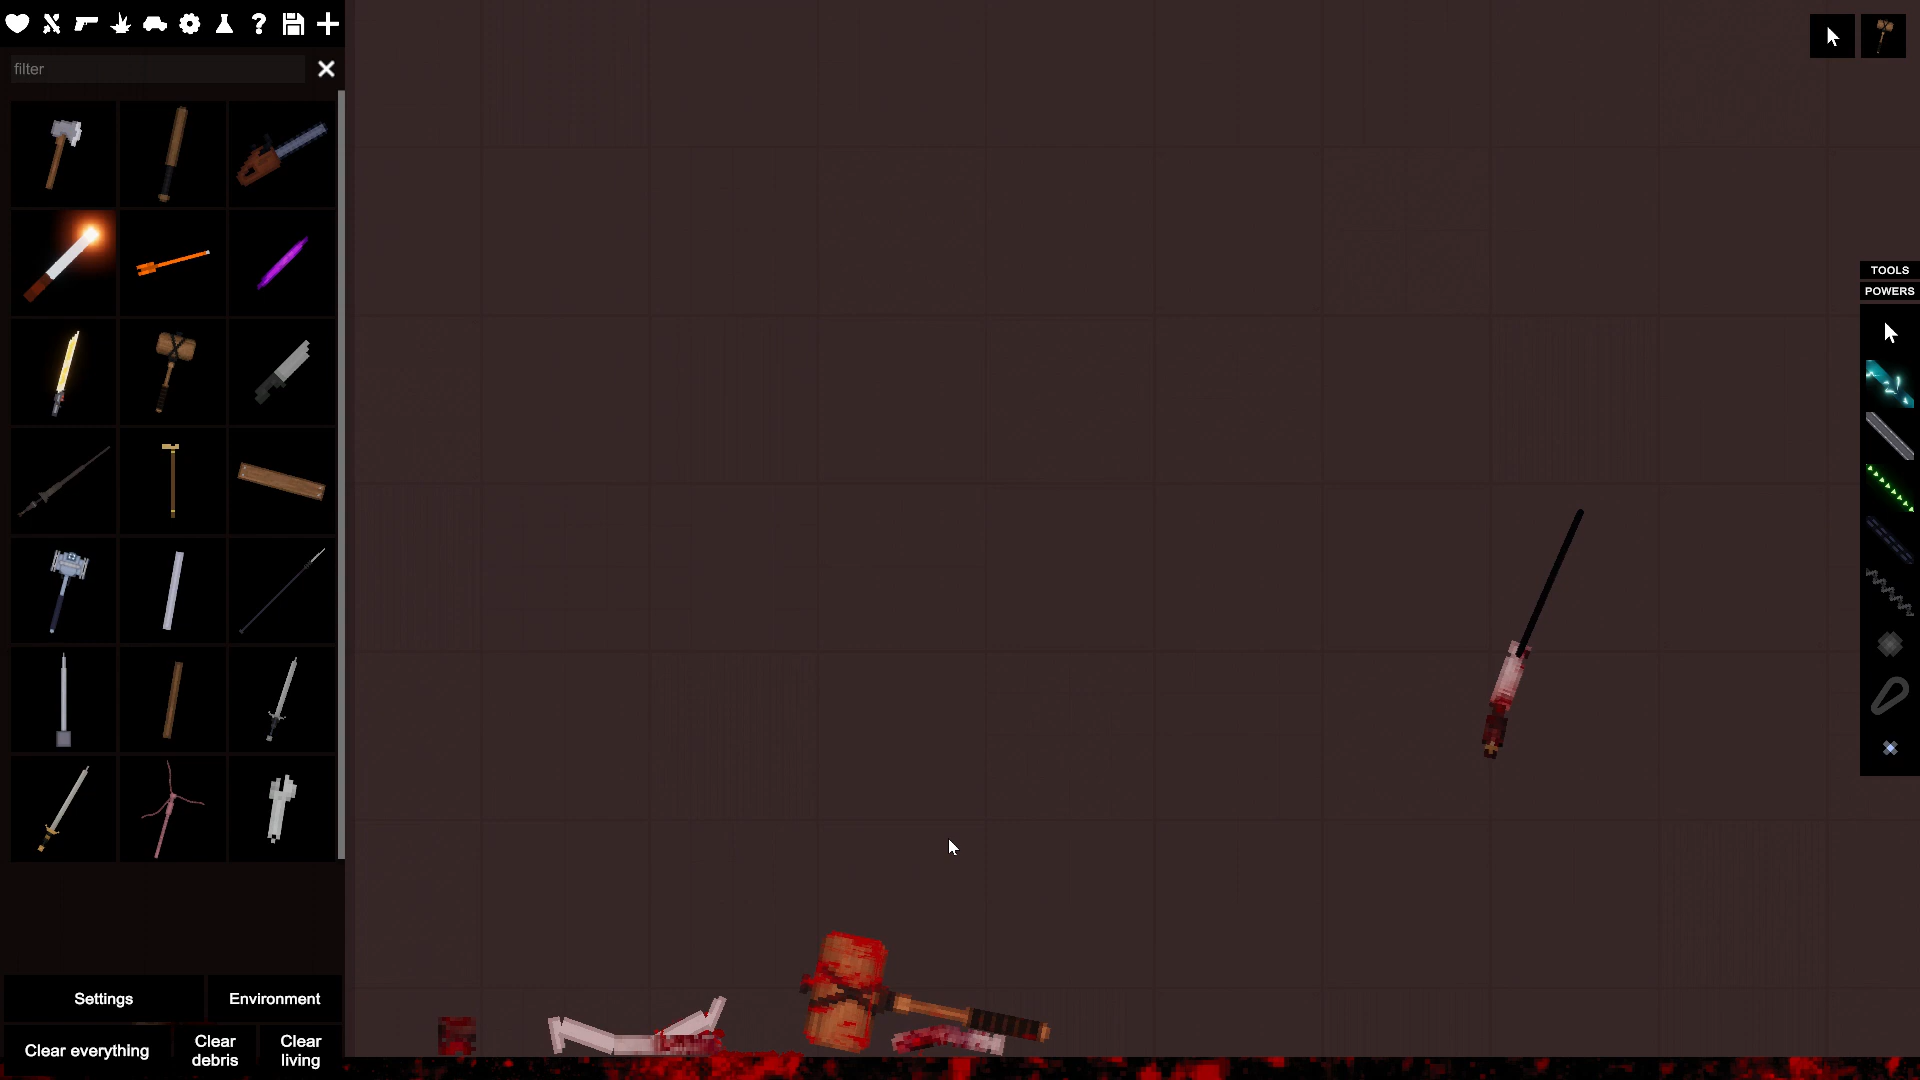 filter
TOOLS
POWERS
Settings
Environment
Clear everything
Clear
debris
Clear
living